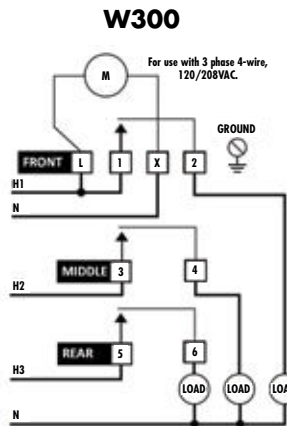 W300
For use with 3 phase 4-wire,
120/208VAC.
M
GROUND
FRONT L 1 X 2
H1
N
MIDDLE 3 4
H2
REAR 5 6
H3
LOAD LOAD LOA
N